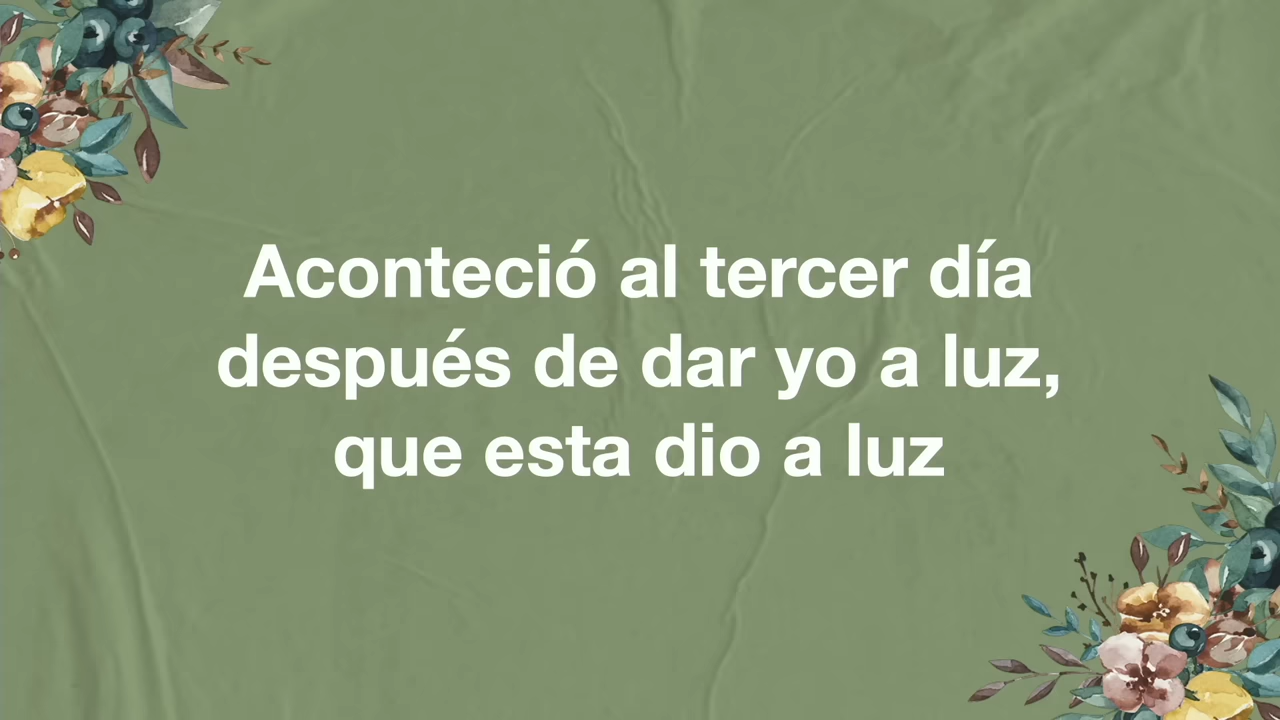 Aconteció al tercer día
después de dar yo a luz,
que esta dio a luz